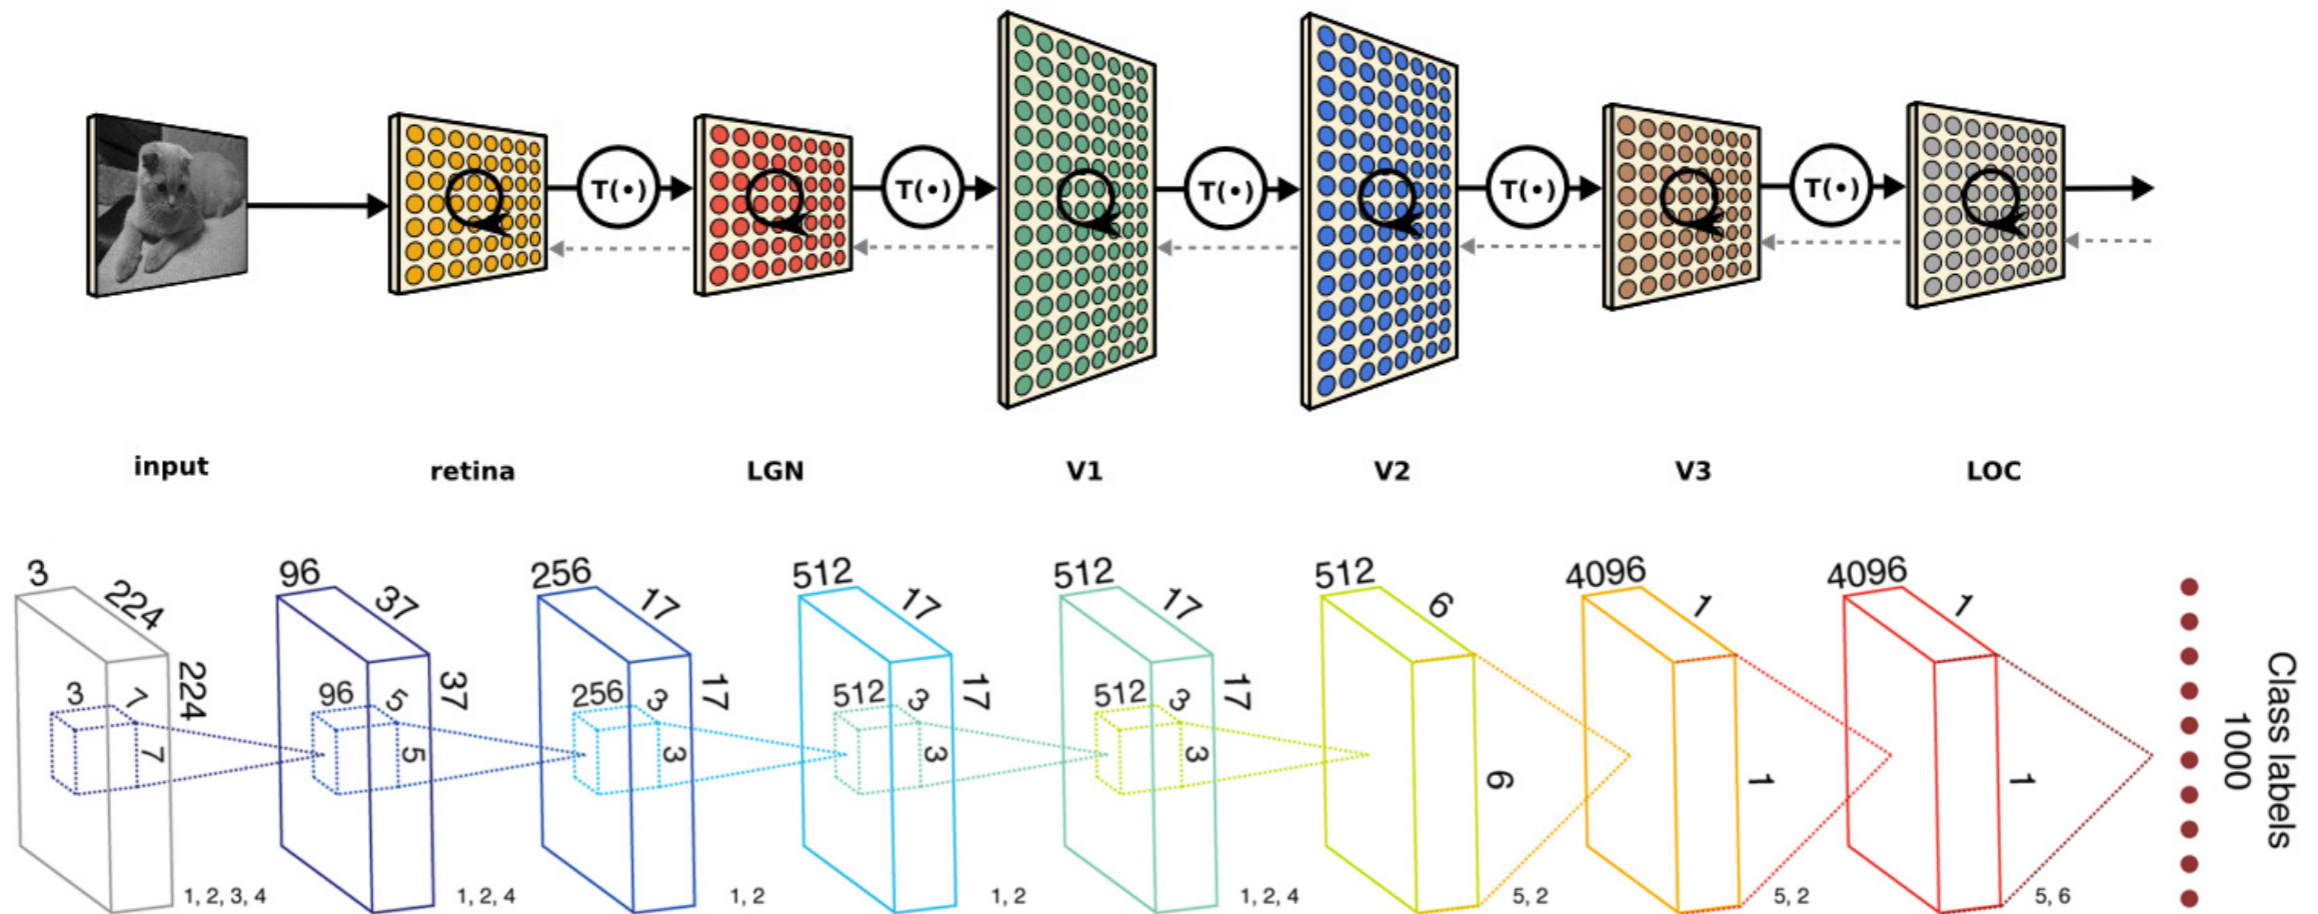 T(•) T(•) T(•) T(•) T(•)
input retina LGN V1 V2 V3 LOC
3 224 224 3 7 7 1, 2, 3, 4
96 37 37 96 5 5 1, 2, 4
256 17 17 256 3 3 1, 2
512 17 17 512 3 3 1, 2
512 17 17 512 3 3 1, 2, 4
512 6 6 5, 2
4096 1 1 5, 2
4096 1 1 5, 6
Class labels
1000